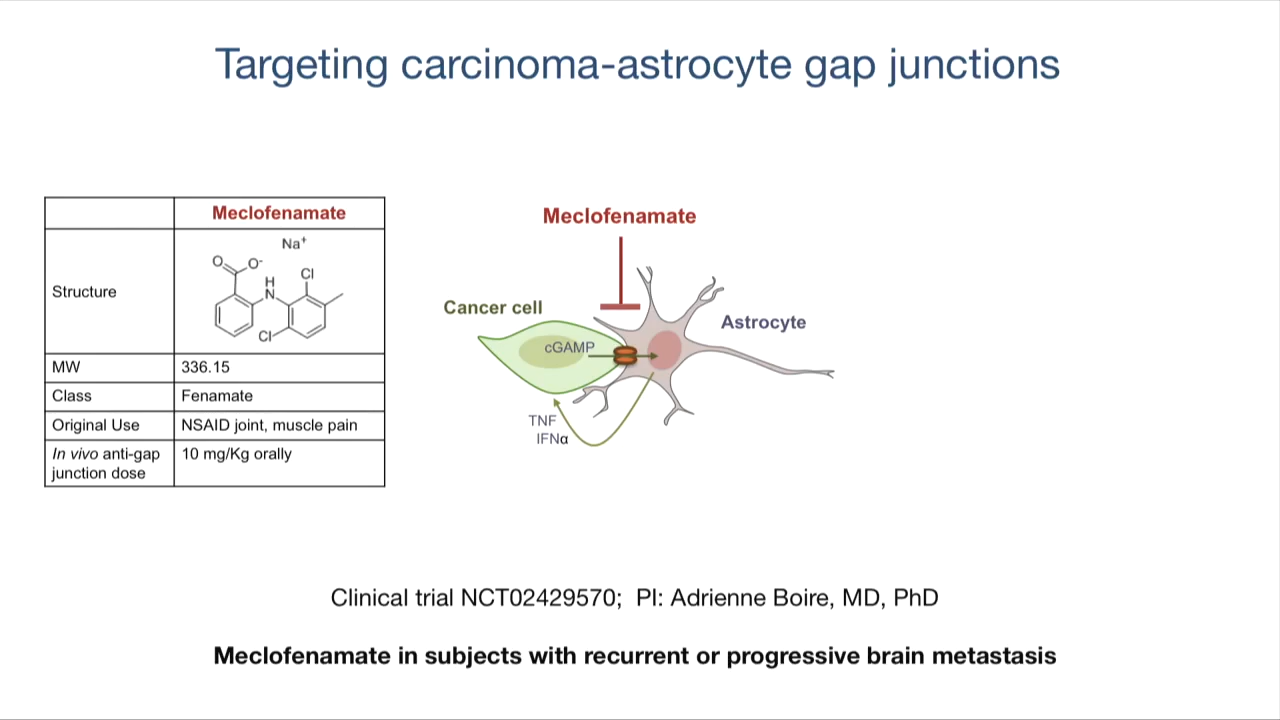 Targeting carcinoma-astrocyte gap junctions
Meclofenamate
Structure
Na+
O
O-
H
N
Cl
Cl
MW
336.15
Class
Fenamate
Original Use
NSAID joint, muscle pain
In vivo anti-gap
junction dose
10 mg/Kg orally
Meclofenamate
Cancer cell
Astrocyte
cGAMP
TNF
IFNα
Clinical trial NCT02429570; PI: Adrienne Boire, MD, PhD
Meclofenamate in subjects with recurrent or progressive brain metastasis